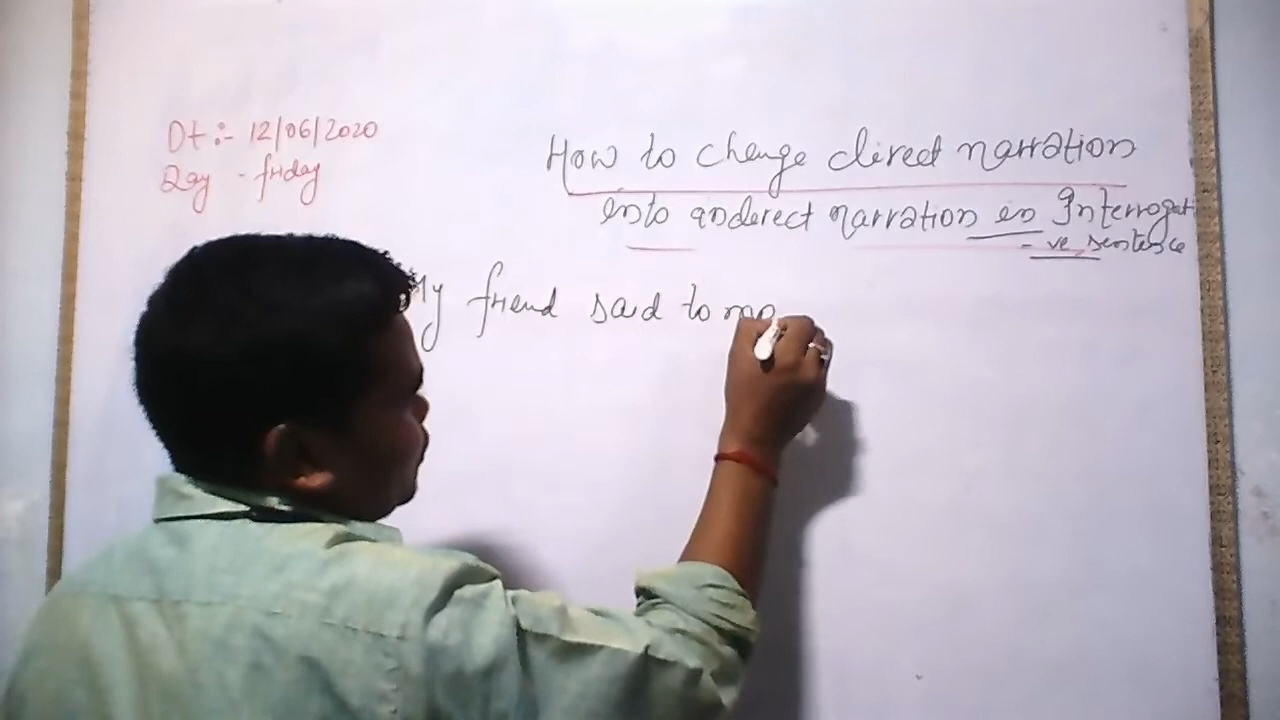 Dt :- 12/06/2020
Day - friday
How to change direct narration
into indirect narration in Interrogati
- ve sentence
My friend said to me